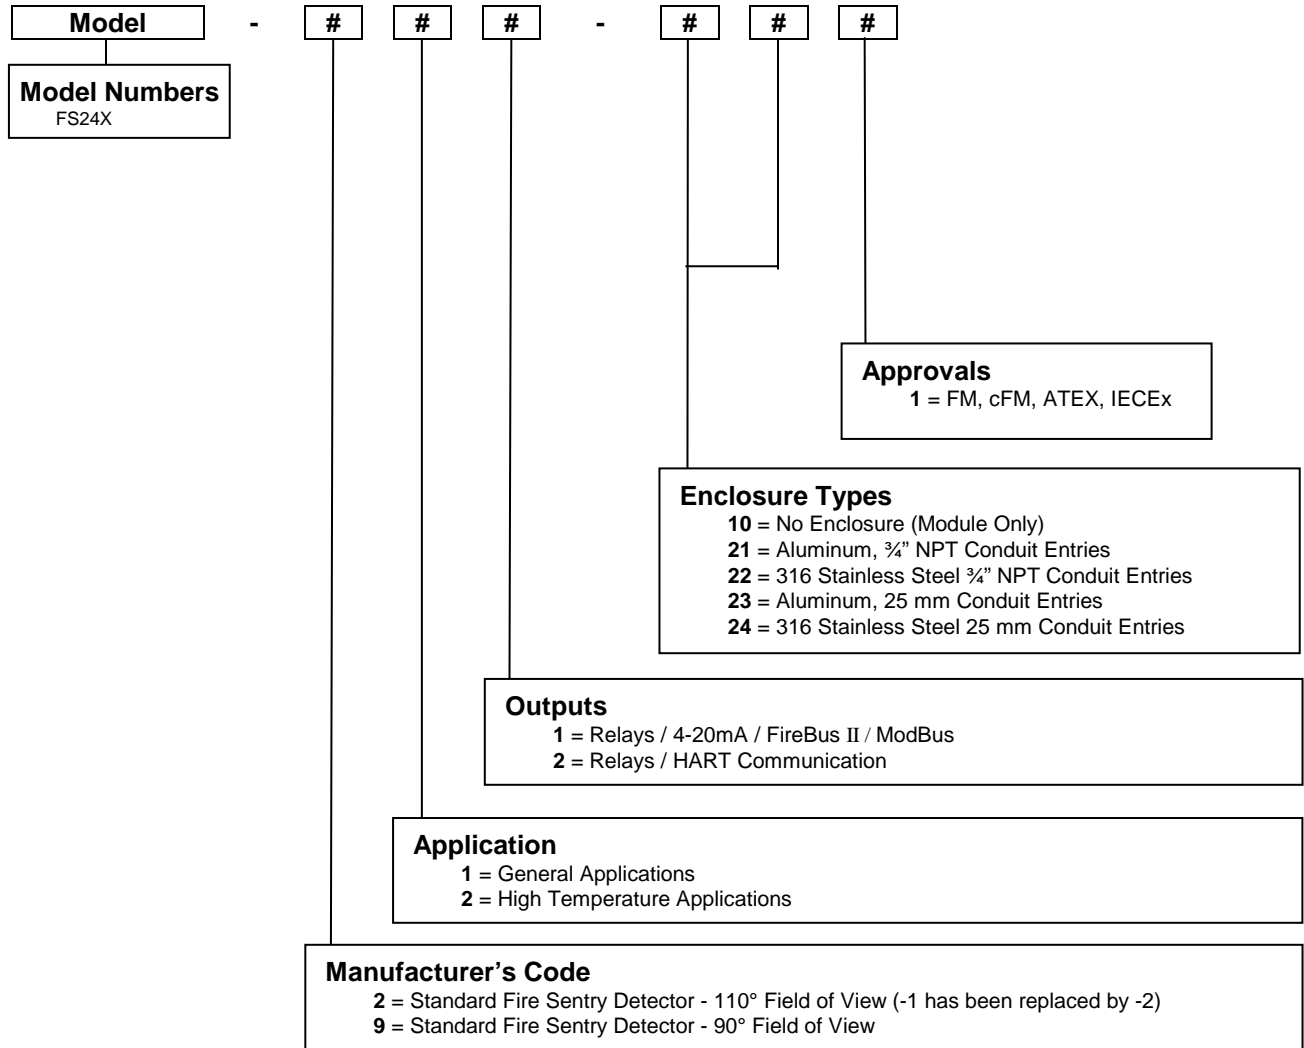 Model - # # # - # # #
Model Numbers
FS24X
Approvals
1 = FM, cFM, ATEX, IECEx
Enclosure Types
10 = No Enclosure (Module Only)
21 = Aluminum, ¾” NPT Conduit Entries
22 = 316 Stainless Steel ¾” NPT Conduit Entries
23 = Aluminum, 25 mm Conduit Entries
24 = 316 Stainless Steel 25 mm Conduit Entries
Outputs
1 = Relays / 4-20mA / FireBus II / ModBus
2 = Relays / HART Communication
Application
1 = General Applications
2 = High Temperature Applications
Manufacturer’s Code
2 = Standard Fire Sentry Detector - 110° Field of View (-1 has been replaced by -2)
9 = Standard Fire Sentry Detector - 90° Field of View